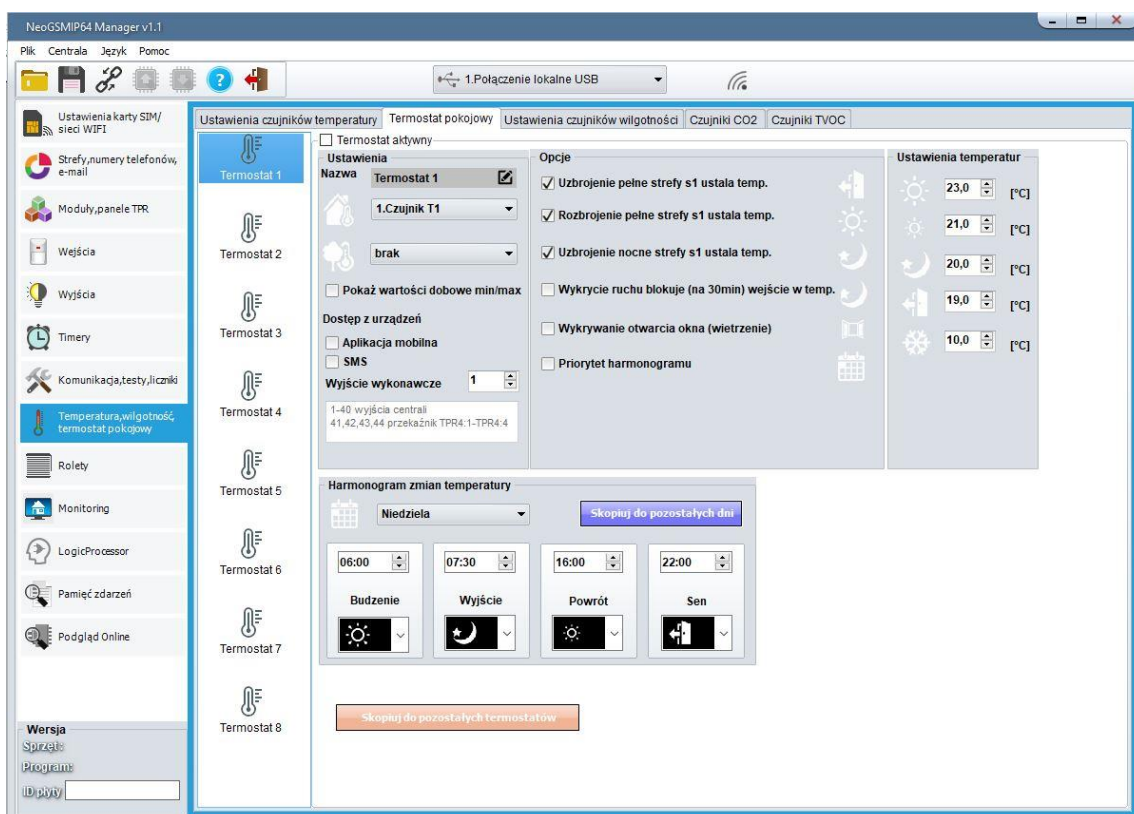 NeoGSMIP64 Manager v1.1
Plik Centrala Język Pomoc
1.Połączenie lokalne USB
Ustawienia karty SIM/
sieci WIFI
Strefy,numery telefonów,
e-mail
Moduły,panele TPR
Wejścia
Wyjścia
Timery
Komunikacja,testy,liczniki
Temperatura,wilgotność,
termostat pokojowy
Rolety
Monitoring
LogicProcessor
Pamięć zdarzeń
Podgląd Online
Wersja
Sprzęt:
Program:
ID płyty
Ustawienia czujników temperatury Termostat pokojowy Ustawienia czujników wilgotności Czujniki CO2 Czujniki TVOC
Termostat 1
Termostat 2
Termostat 3
Termostat 4
Termostat 5
Termostat 6
Termostat 7
Termostat 8
Termostat aktywny
Ustawienia
Nazwa Termostat 1
1.Czujnik T1
brak
Pokaż wartości dobowe min/max
Dostęp z urządzeń
Aplikacja mobilna
SMS
Wyjście wykonawcze 1
1-40 wyjścia centrali
41,42,43,44 przekaźnik TPR4:1-TPR4:4
Opcje
Uzbrojenie pełne strefy s1 ustala temp.
Rozbrojenie pełne strefy s1 ustala temp.
Uzbrojenie nocne strefy s1 ustala temp.
Wykrycie ruchu blokuje (na 30min) wejście w temp.
Wykrywanie otwarcia okna (wietrzenie)
Priorytet harmonogramu
Ustawienia temperatur
23,0 [°C]
21,0 [°C]
20,0 [°C]
19,0 [°C]
10,0 [°C]
Harmonogram zmian temperatury
Niedziela Skopiuj do pozostałych dni
06:00 07:30 16:00 22:00
Budzenie Wyjście Powrót Sen
Skopiuj do pozostałych termostatów